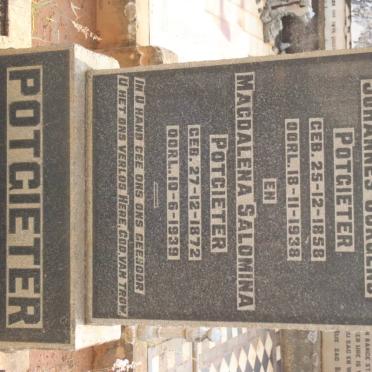 JOHANNES JURGENS
POTGIETER
GEB. 25-12-1858
OORL. 18-11-1938
EN
MAGDALENA SALOMINA
POTGIETER
GEB. 27-12-1872
OORL. 10-6-1939
IN U HAND GEE ONS ONS GEES OOR
U HET ONS VERLOS HERE, GOD, VAN TROU.
POTGIETER